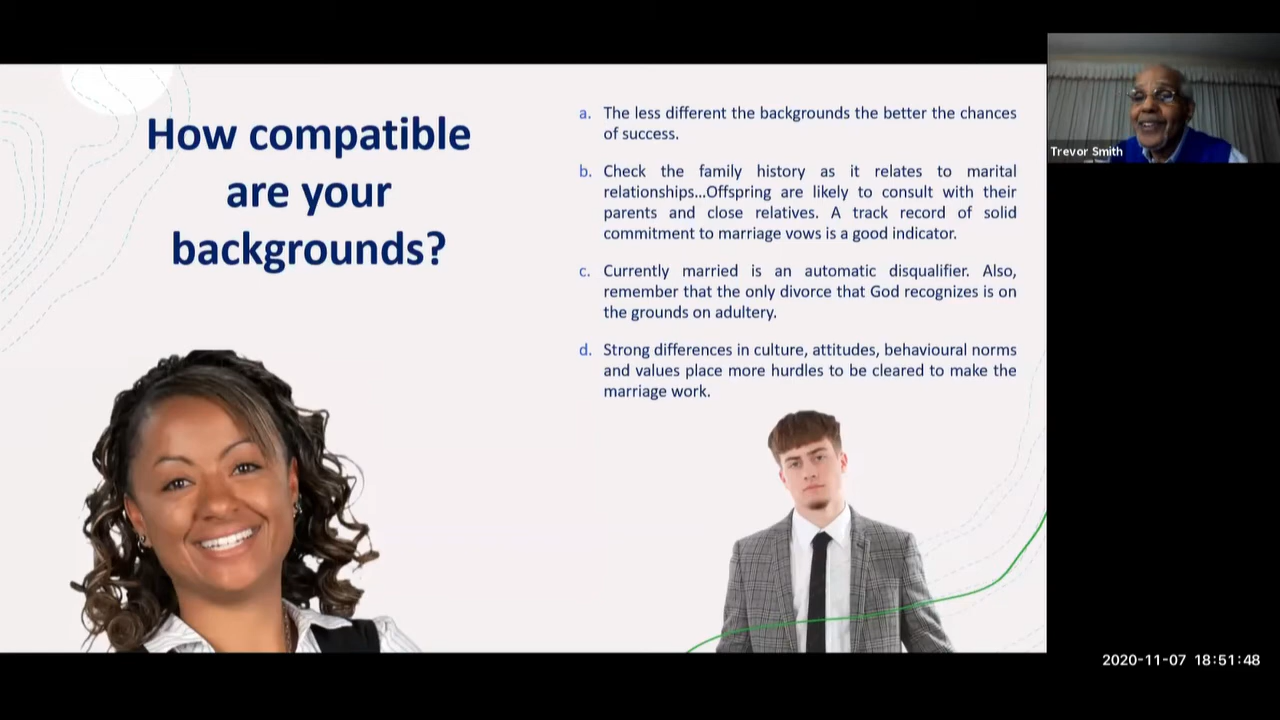 How compatible
are your
backgrounds?
a. The less different the backgrounds the better the chances
of success.
b. Check the family history as it relates to marital
relationships...Offspring are likely to consult with their
parents and close relatives. A track record of solid
commitment to marriage vows is a good indicator.
c. Currently married is an automatic disqualifier. Also,
remember that the only divorce that God recognizes is on
the grounds on adultery.
d. Strong differences in culture, attitudes, behavioural norms
and values place more hurdles to be cleared to make the
marriage work.
Trevor Smith
2020-11-07 18:51:48